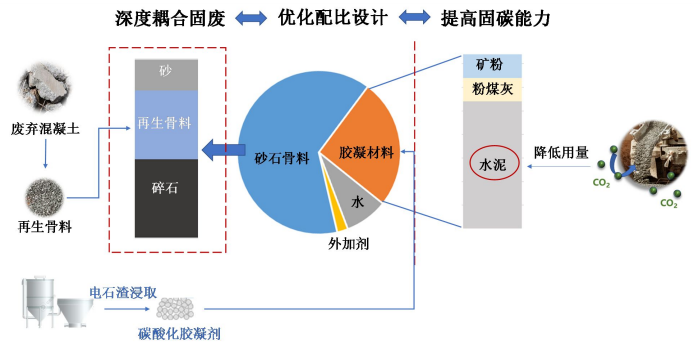 深度耦合固废 优化配比设计 提高固碳能力
砂
再生骨料
碎石
废弃混凝土
再生骨料
砂石骨料
胶凝材料
水
外加剂
矿粉
粉煤灰
水泥
降低用量
CO₂
CO₂
CO₂
电石渣浸取
碳酸化胶凝剂